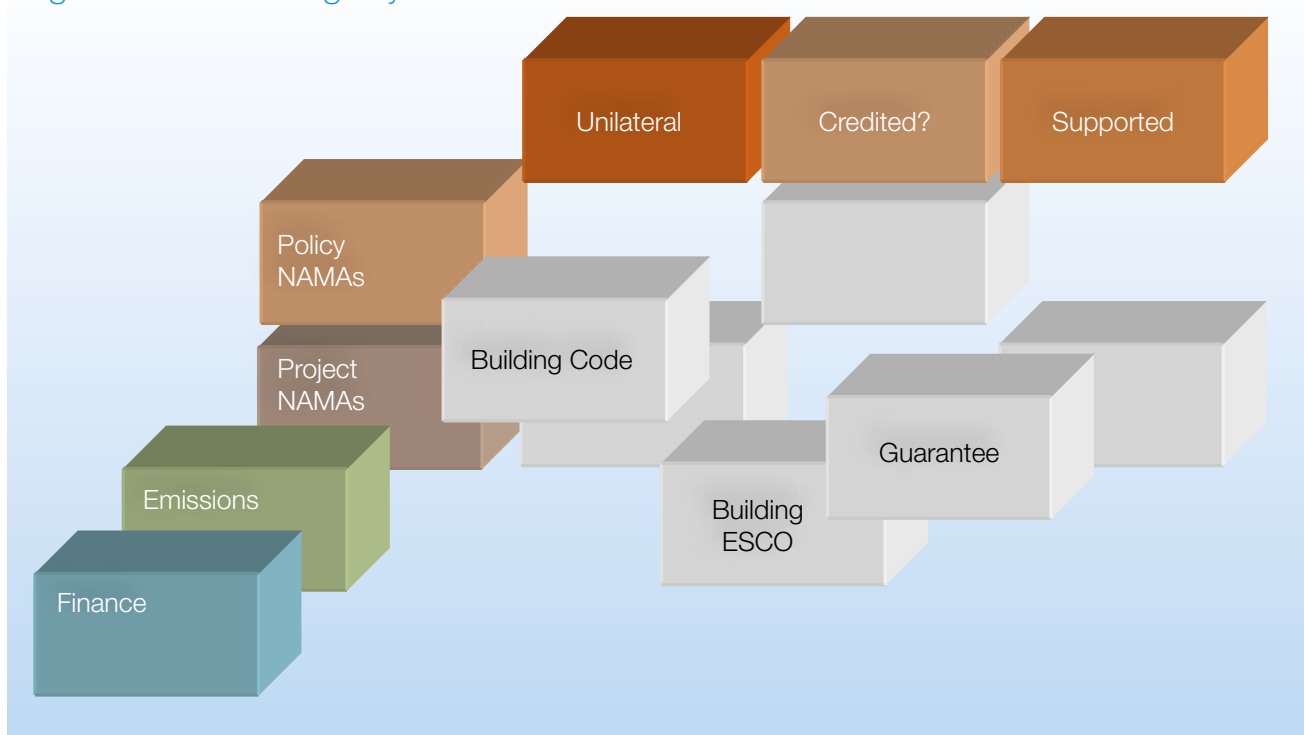 Unilateral
Credited?
Supported
Policy
NAMAs
Building Code
Project
NAMAs
Guarantee
Emissions
Building
ESCO
Finance